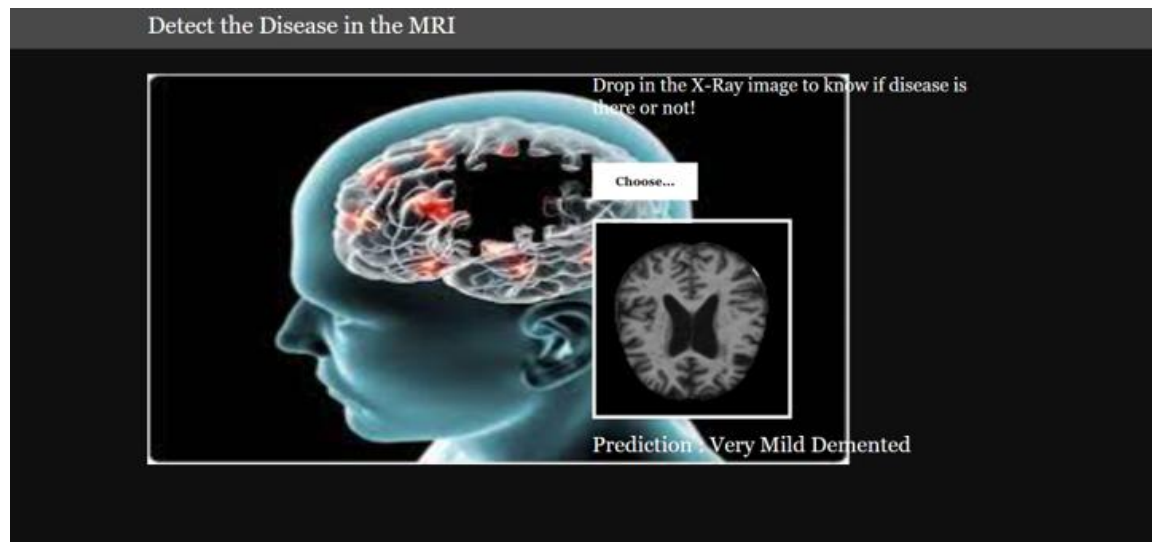 Detect the Disease in the MRI
Drop in the X-Ray image to know if disease is
there or not!
Choose...
Prediction : Very Mild Demented